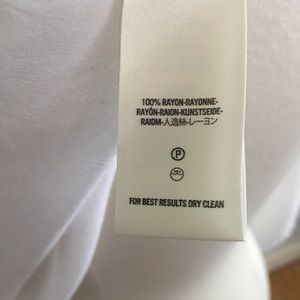 100% RAYON-RAYONNE-
RAYÓN-RAION-KUNSTSEIDE-
RAIOM-人造絲-レーヨン
P
FOR BEST RESULTS DRY CLEAN